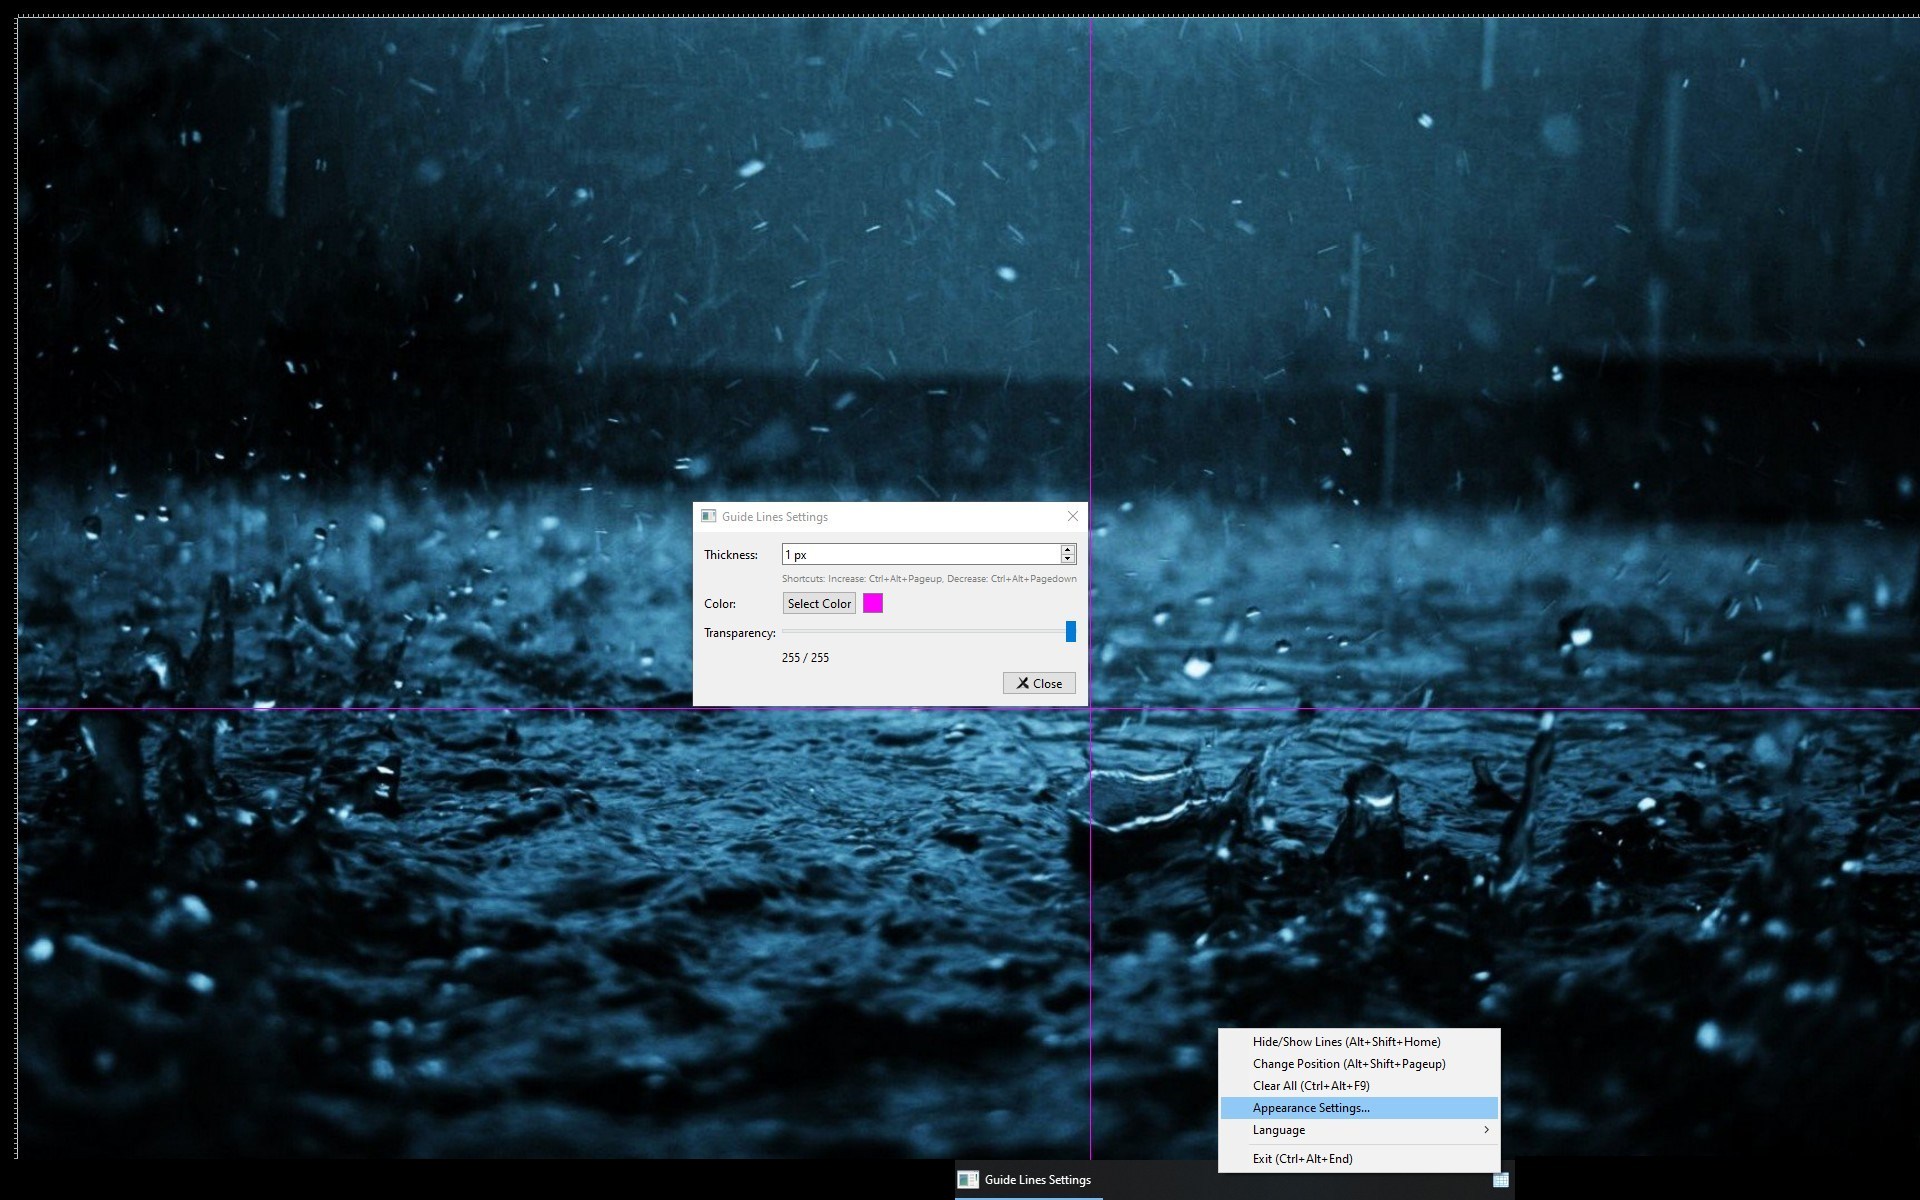 Guide Lines Settings
Thickness: 1 px
Shortcuts: Increase: Ctrl+Alt+Pageup, Decrease: Ctrl+Alt+Pagedown
Color: Select Color
Transparency:
255 / 255
Close
Hide/Show Lines (Alt+Shift+Home)
Change Position (Alt+Shift+Pageup)
Clear All (Ctrl+Alt+F9)
Appearance Settings...
Language
Exit (Ctrl+Alt+End)
Guide Lines Settings